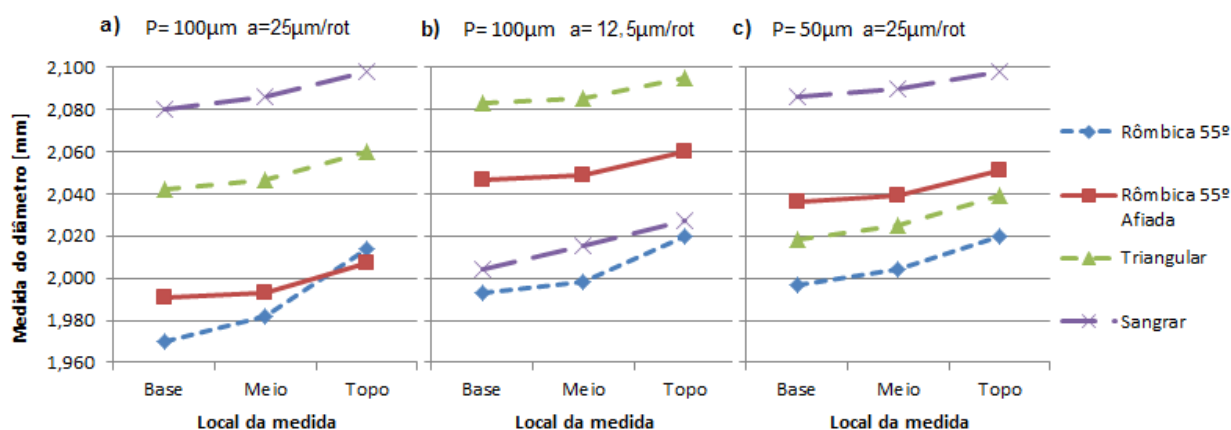 a) P= 100µm a=25µm/rot
b) P= 100µm a= 12,5µm/rot
c) P= 50µm a=25µm/rot
Medida do diâmetro [mm]
2,100
2,080
2,060
2,040
2,020
2,000
1,980
1,960
Base Meio Topo
Local da medida
Base Meio Topo
Local da medida
Base Meio Topo
Local da medida
Rômbica 55º
Rômbica 55º
Afiada
Triangular
Sangrar